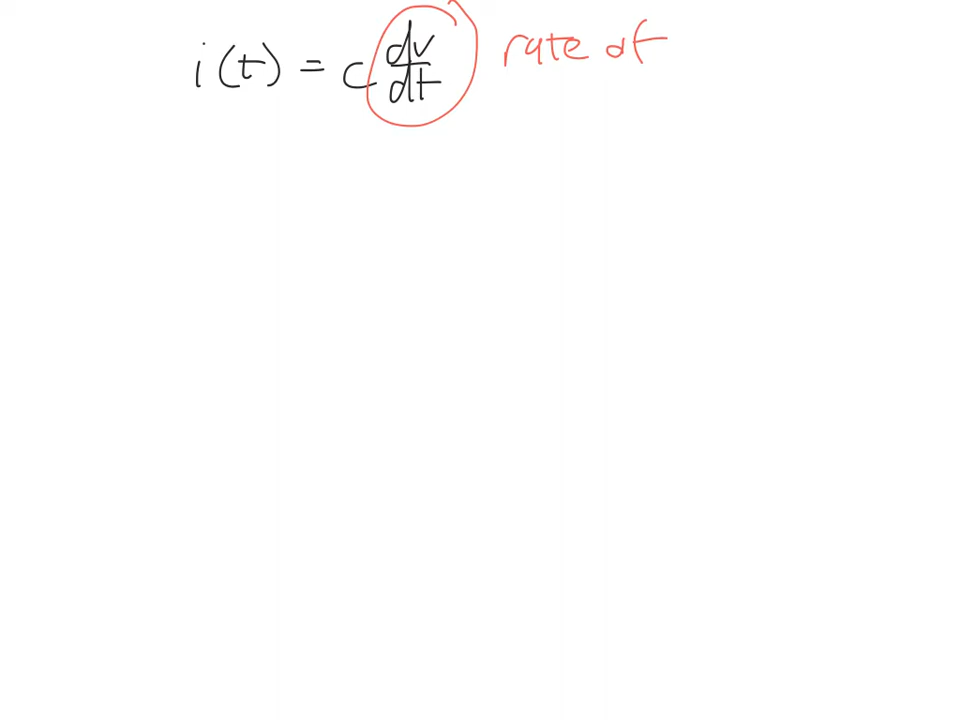 i(t) = c dv/dt rate of